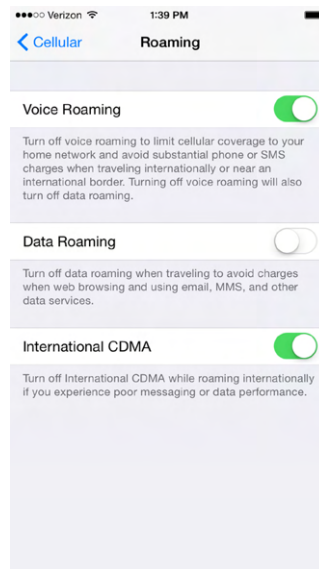 Verizon 1:39 PM
Cellular Roaming
Voice Roaming
Turn off voice roaming to limit cellular coverage to your
home network and avoid substantial phone or SMS
charges when traveling internationally or near an
international border. Turning off voice roaming will also
turn off data roaming.
Data Roaming
Turn off data roaming when traveling to avoid charges
when web browsing and using email, MMS, and other
data services.
International CDMA
Turn off International CDMA while roaming internationally
if you experience poor messaging or data performance.